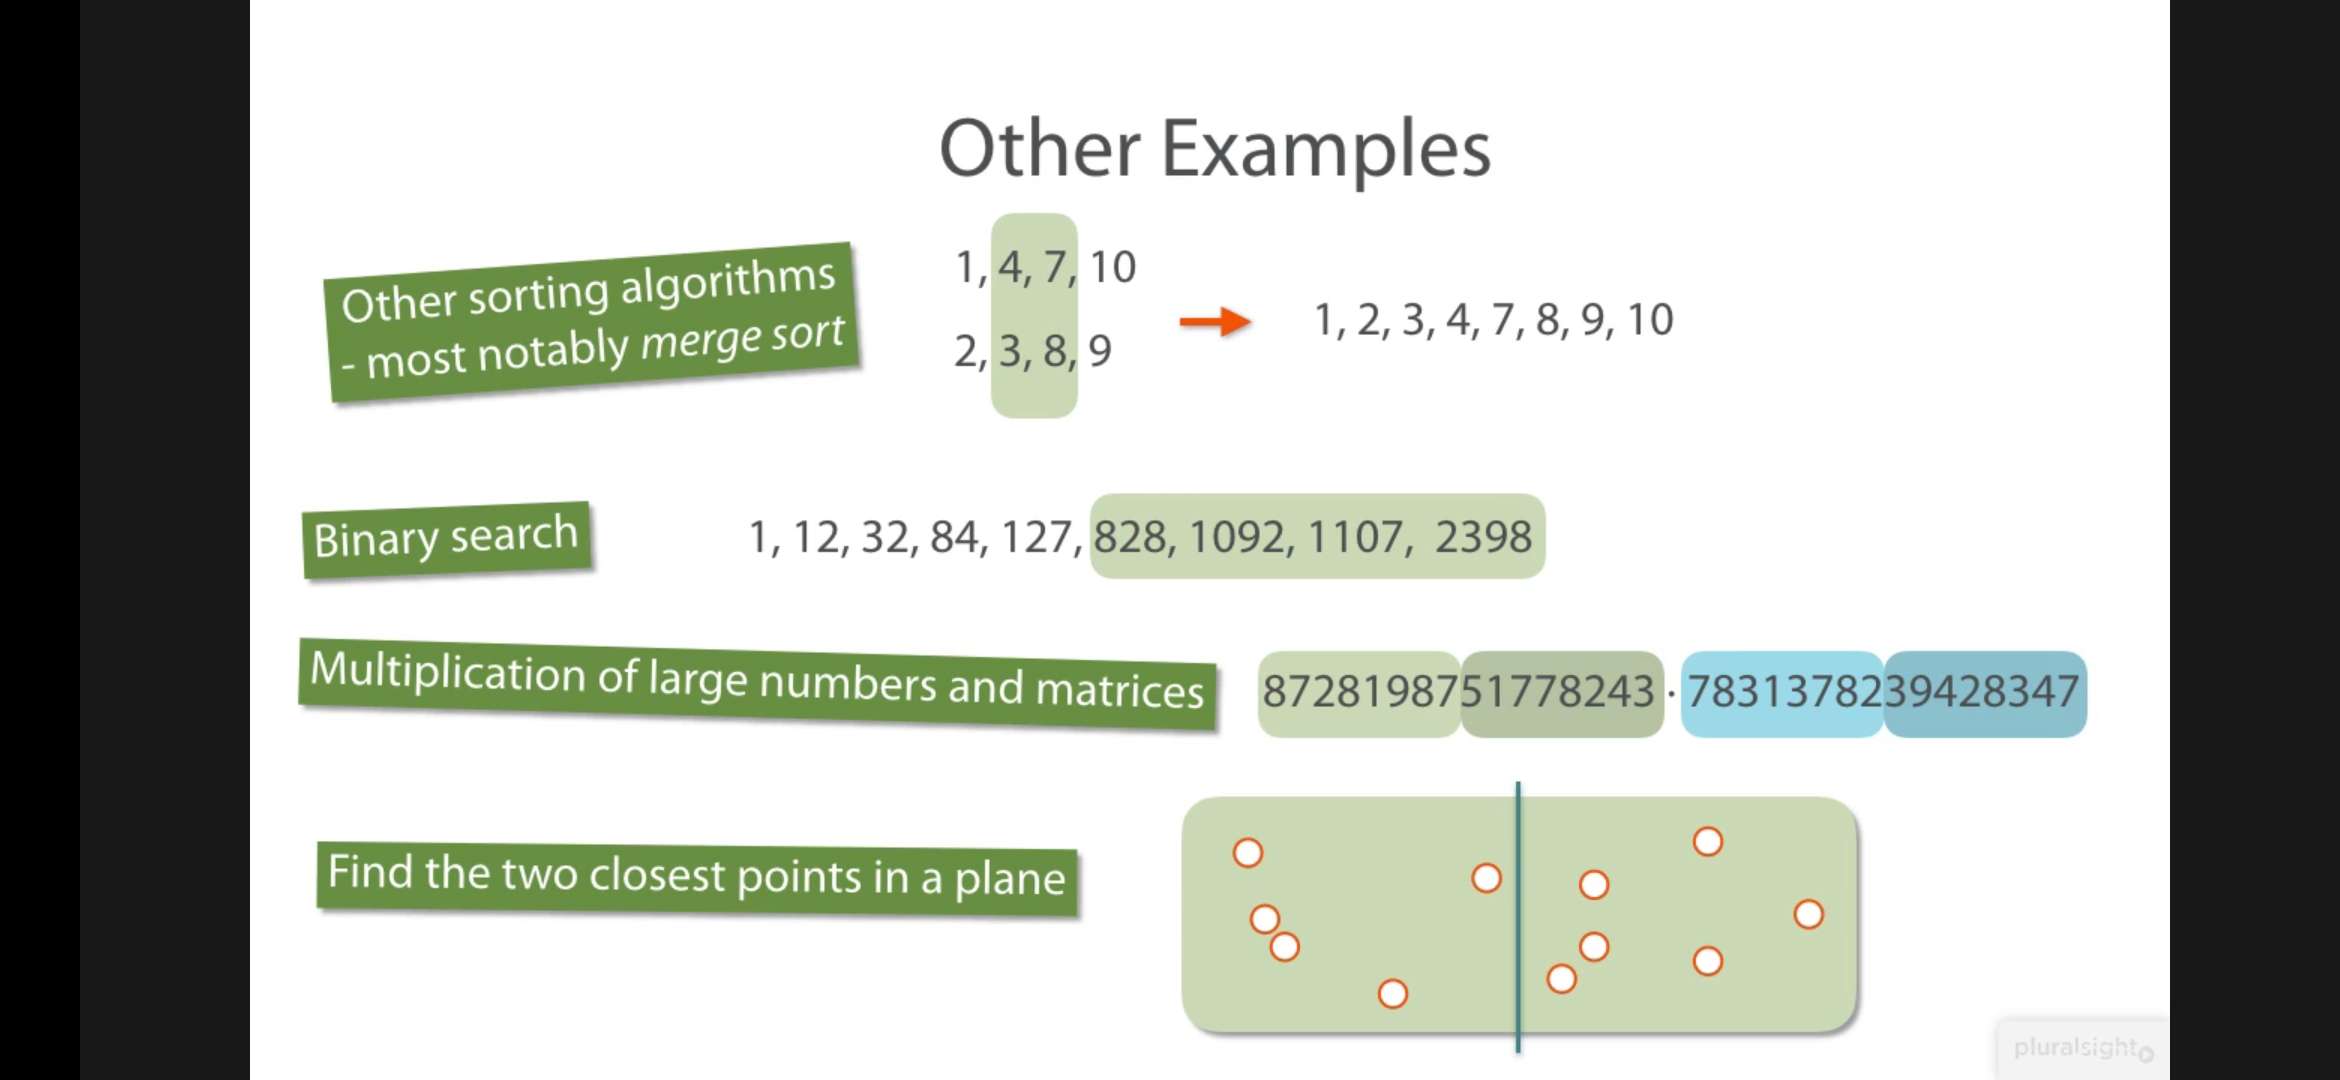 Other Examples
Other sorting algorithms
- most notably merge sort
1, 4, 7, 10
2, 3, 8, 9
1, 2, 3, 4, 7, 8, 9, 10
Binary search
1, 12, 32, 84, 127, 828, 1092, 1107, 2398
Multiplication of large numbers and matrices
8728198751778243 · 7831378239428347
Find the two closest points in a plane
pluralsight